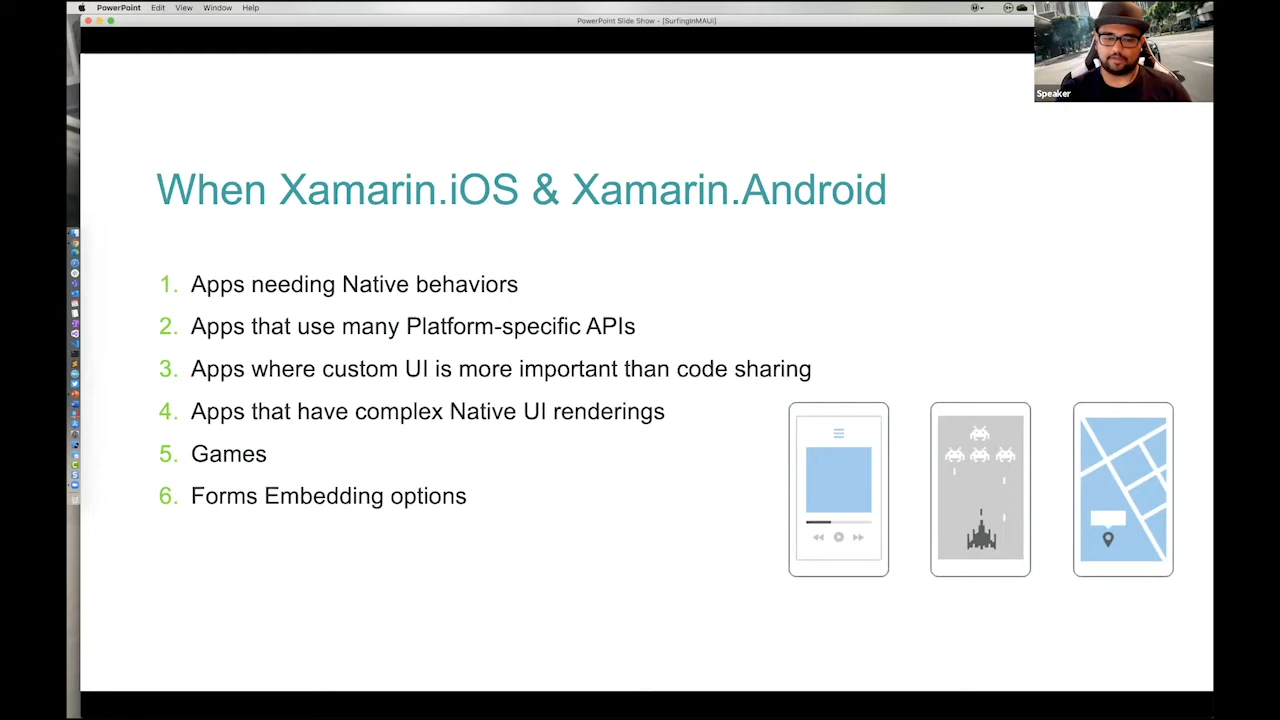 PowerPoint Edit View Window Help
PowerPoint Slide Show - [SurfingInMAUI]
Speaker
When Xamarin.iOS & Xamarin.Android
1. Apps needing Native behaviors
2. Apps that use many Platform-specific APIs
3. Apps where custom UI is more important than code sharing
4. Apps that have complex Native UI renderings
5. Games
6. Forms Embedding options